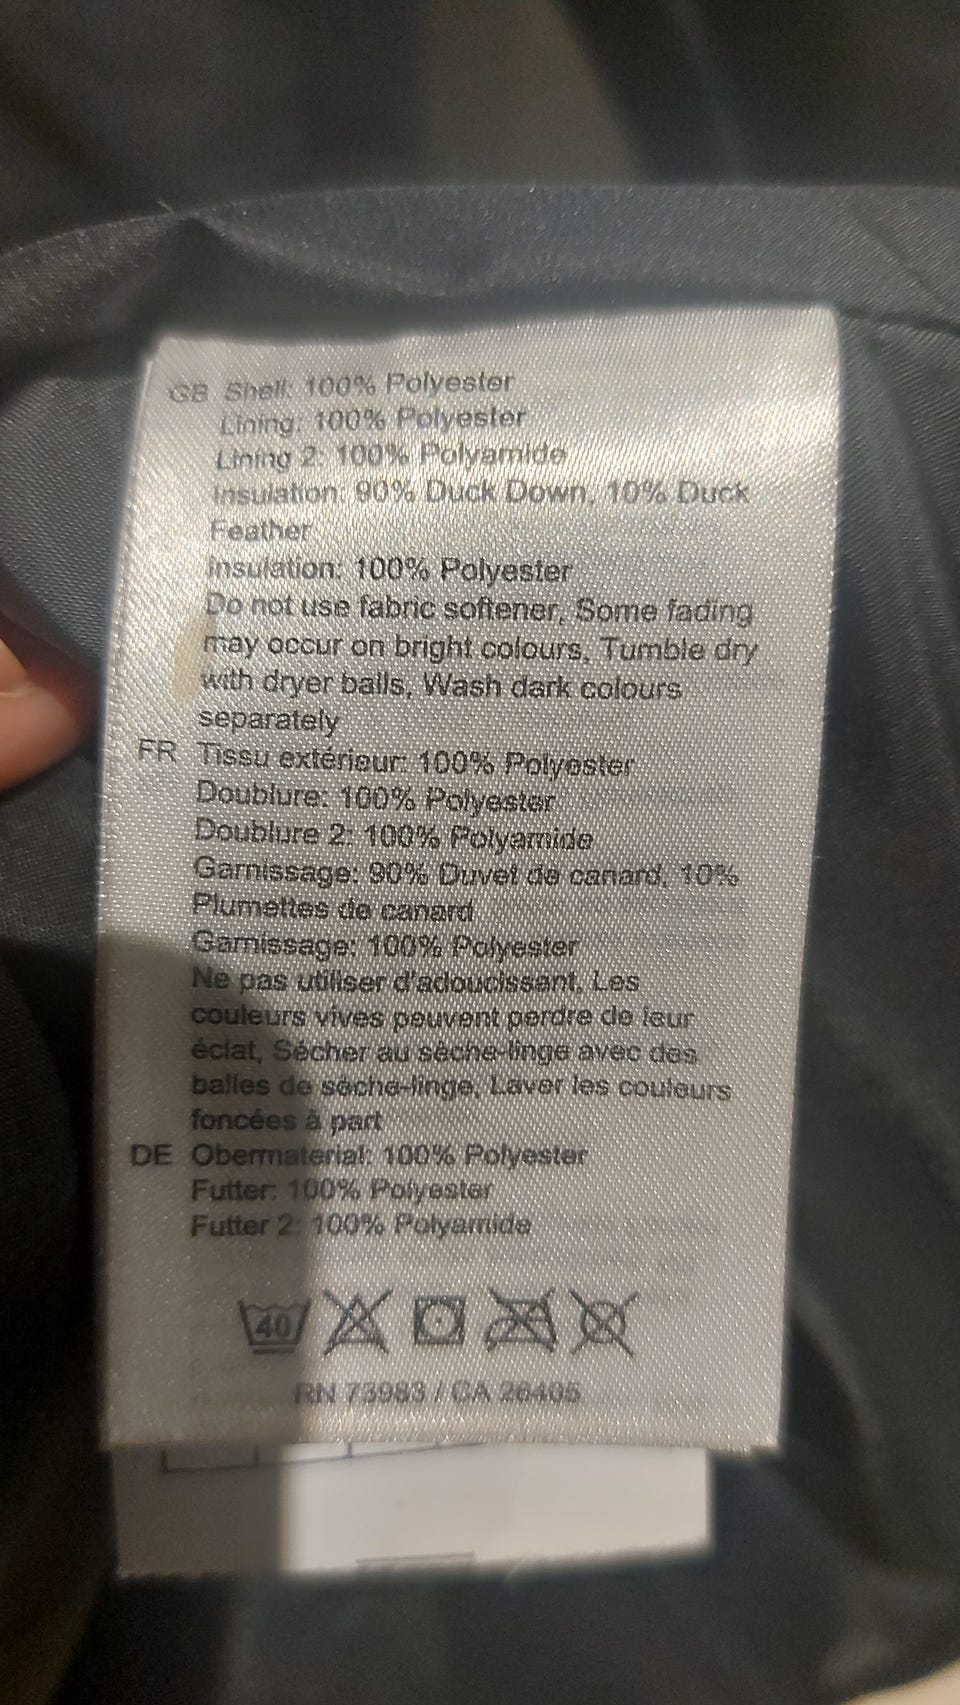 GB Shell: 100% Polyester
Lining: 100% Polyester
Lining 2: 100% Polyamide
Insulation: 90% Duck Down, 10% Duck
Feather
Insulation: 100% Polyester
Do not use fabric softener, Some fading
may occur on bright colours, Tumble dry
with dryer balls, Wash dark colours
separately
FR Tissu extérieur: 100% Polyester
Doublure: 100% Polyester
Doublure 2: 100% Polyamide
Garnissage: 90% Duvet de canard, 10%
Plumettes de canard
Garnissage: 100% Polyester
Ne pas utiliser d'adoucissant, Les
couleurs vives peuvent perdre de leur
éclat, Sécher au sèche-linge avec des
balles de sèche-linge, Laver les couleurs
foncées à part
DE Obermaterial: 100% Polyester
Futter: 100% Polyester
Futter 2: 100% Polyamide
40
RN 73983 / CA 26405